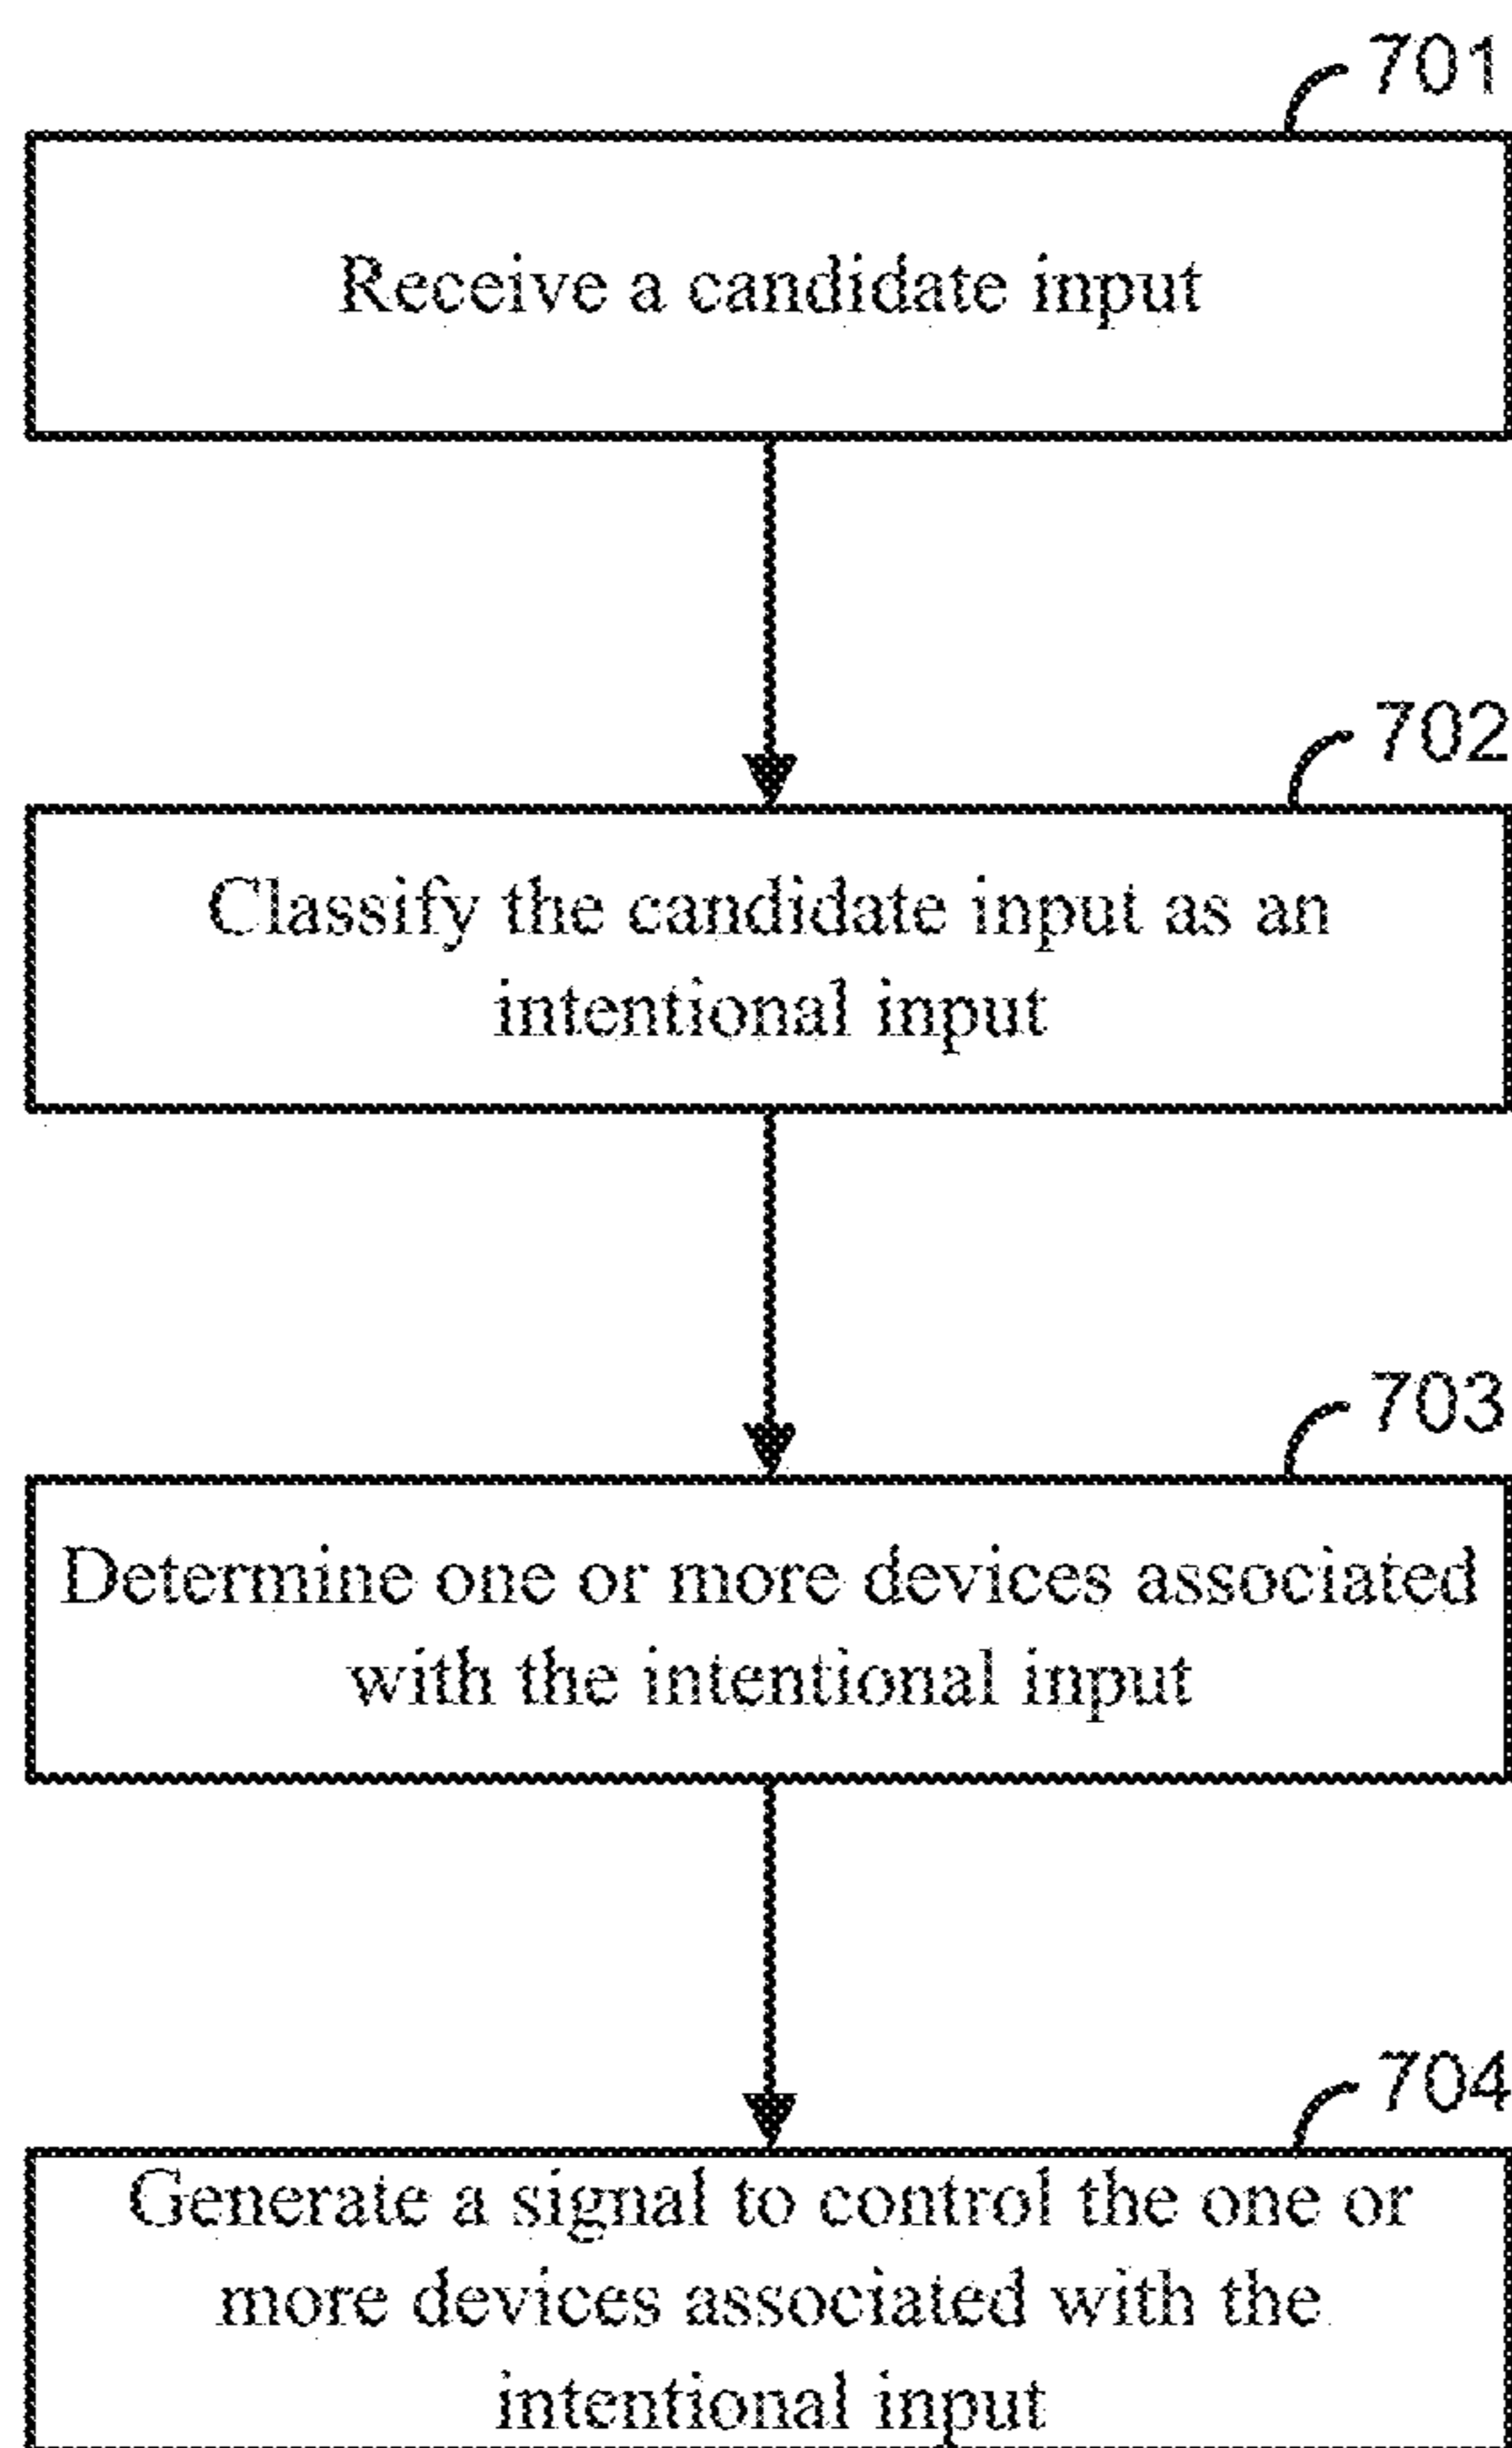 701
Receive a candidate input
702
Classify the candidate input as an
intentional input
703
Determine one or more devices associated
with the intentional input
704
Generate a signal to control the one or
more devices associated with the
intentional input